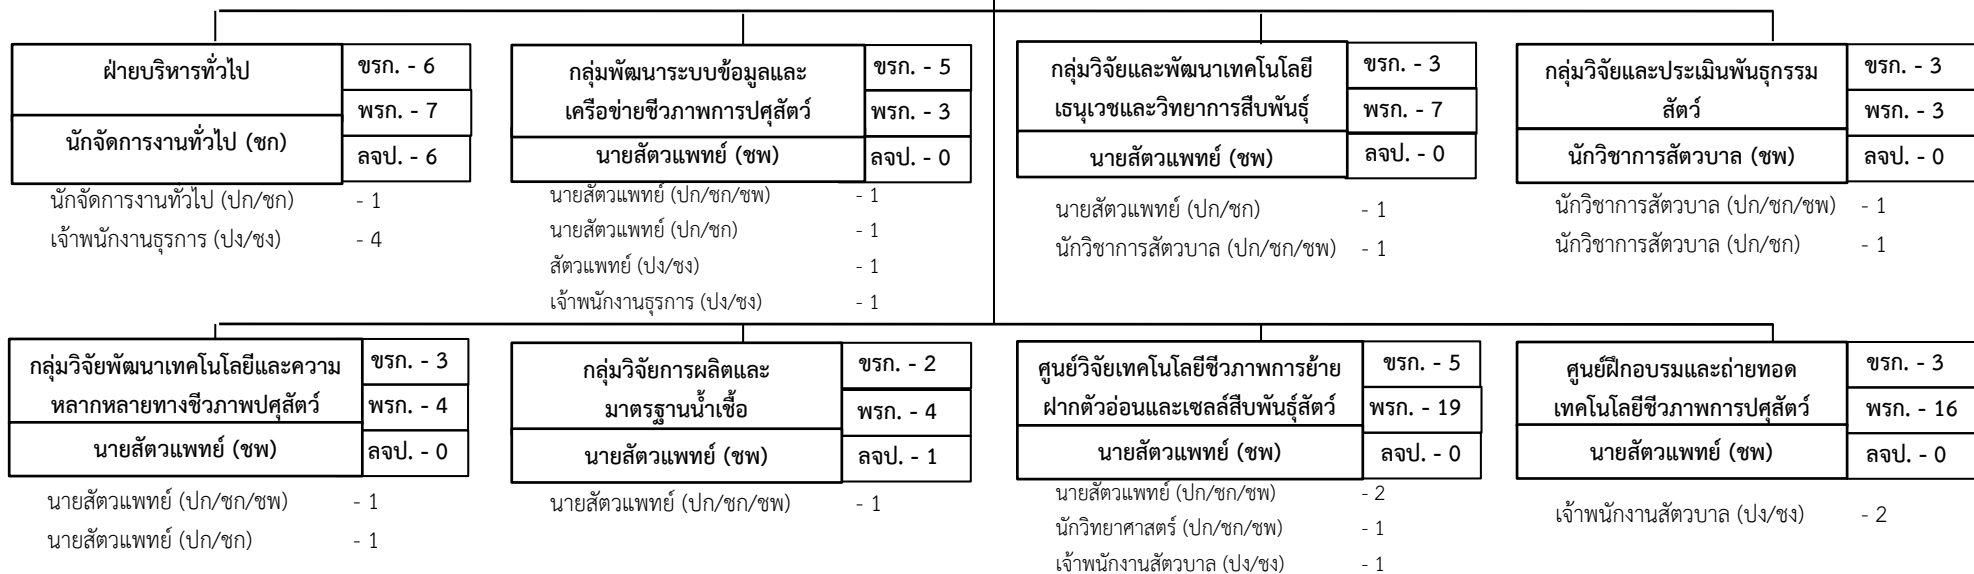 ฝ่ายบริหารทั่วไป
นักจัดการงานทั่วไป (ชก)
ขรก. - 6
พรก. - 7
ลจป. - 6
นักจัดการงานทั่วไป (ปก/ชก) - 1
เจ้าพนักงานธุรการ (ปง/ชง) - 4
กลุ่มพัฒนาระบบข้อมูลและ
เครือข่ายชีวภาพการปศุสัตว์
นายสัตวแพทย์ (ชพ)
ขรก. - 5
พรก. - 3
ลจป. - 0
นายสัตวแพทย์ (ปก/ชก/ชพ) - 1
นายสัตวแพทย์ (ปก/ชก) - 1
สัตวแพทย์ (ปง/ชง) - 1
เจ้าพนักงานธุรการ (ปง/ชง) - 1
กลุ่มวิจัยและพัฒนาเทคโนโลยี
เธนุเวชและวิทยาการสืบพันธุ์
นายสัตวแพทย์ (ชพ)
ขรก. - 3
พรก. - 7
ลจป. - 0
นายสัตวแพทย์ (ปก/ชก) - 1
นักวิชาการสัตวบาล (ปก/ชก/ชพ) - 1
กลุ่มวิจัยและประเมินพันธุกรรม
สัตว์
นักวิชาการสัตวบาล (ชพ)
ขรก. - 3
พรก. - 3
ลจป. - 0
นักวิชาการสัตวบาล (ปก/ชก/ชพ) - 1
นักวิชาการสัตวบาล (ปก/ชก) - 1
กลุ่มวิจัยพัฒนาเทคโนโลยีและความ
หลากหลายทางชีวภาพปศุสัตว์
นายสัตวแพทย์ (ชพ)
ขรก. - 3
พรก. - 4
ลจป. - 0
นายสัตวแพทย์ (ปก/ชก/ชพ) - 1
นายสัตวแพทย์ (ปก/ชก) - 1
กลุ่มวิจัยการผลิตและ
มาตรฐานน้ำเชื้อ
นายสัตวแพทย์ (ชพ)
ขรก. - 2
พรก. - 4
ลจป. - 1
นายสัตวแพทย์ (ปก/ชก/ชพ) - 1
ศูนย์วิจัยเทคโนโลยีชีวภาพการย้าย
ฝากตัวอ่อนและเซลล์สืบพันธุ์สัตว์
นายสัตวแพทย์ (ชพ)
ขรก. - 5
พรก. - 19
ลจป. - 0
นายสัตวแพทย์ (ปก/ชก/ชพ) - 2
นักวิทยาศาสตร์ (ปก/ชก/ชพ) - 1
เจ้าพนักงานสัตวบาล (ปง/ชง) - 1
ศูนย์ฝึกอบรมและถ่ายทอด
เทคโนโลยีชีวภาพการปศุสัตว์
นายสัตวแพทย์ (ชพ)
ขรก. - 3
พรก. - 16
ลจป. - 0
เจ้าพนักงานสัตวบาล (ปง/ชง) - 2